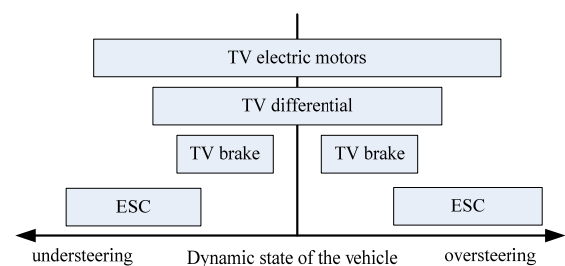 TV electric motors
TV differential
TV brake
TV brake
ESC
ESC
understeering
Dynamic state of the vehicle
oversteering